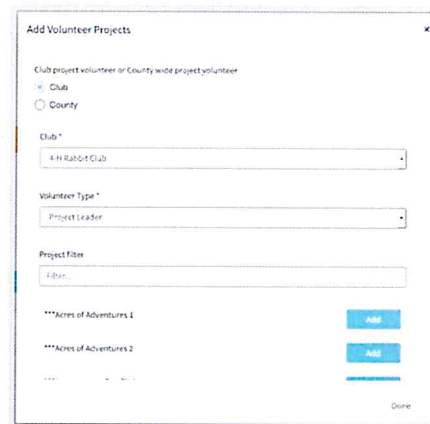 Add Volunteer Projects ×
Club project volunteer or County wide project volunteer
Club
County
Club *
4-H Rabbit Club
Volunteer Type *
Project Leader
Project filter
Filter...
***Acres of Adventures 1
Add
***Acres of Adventures 2
Add
Done